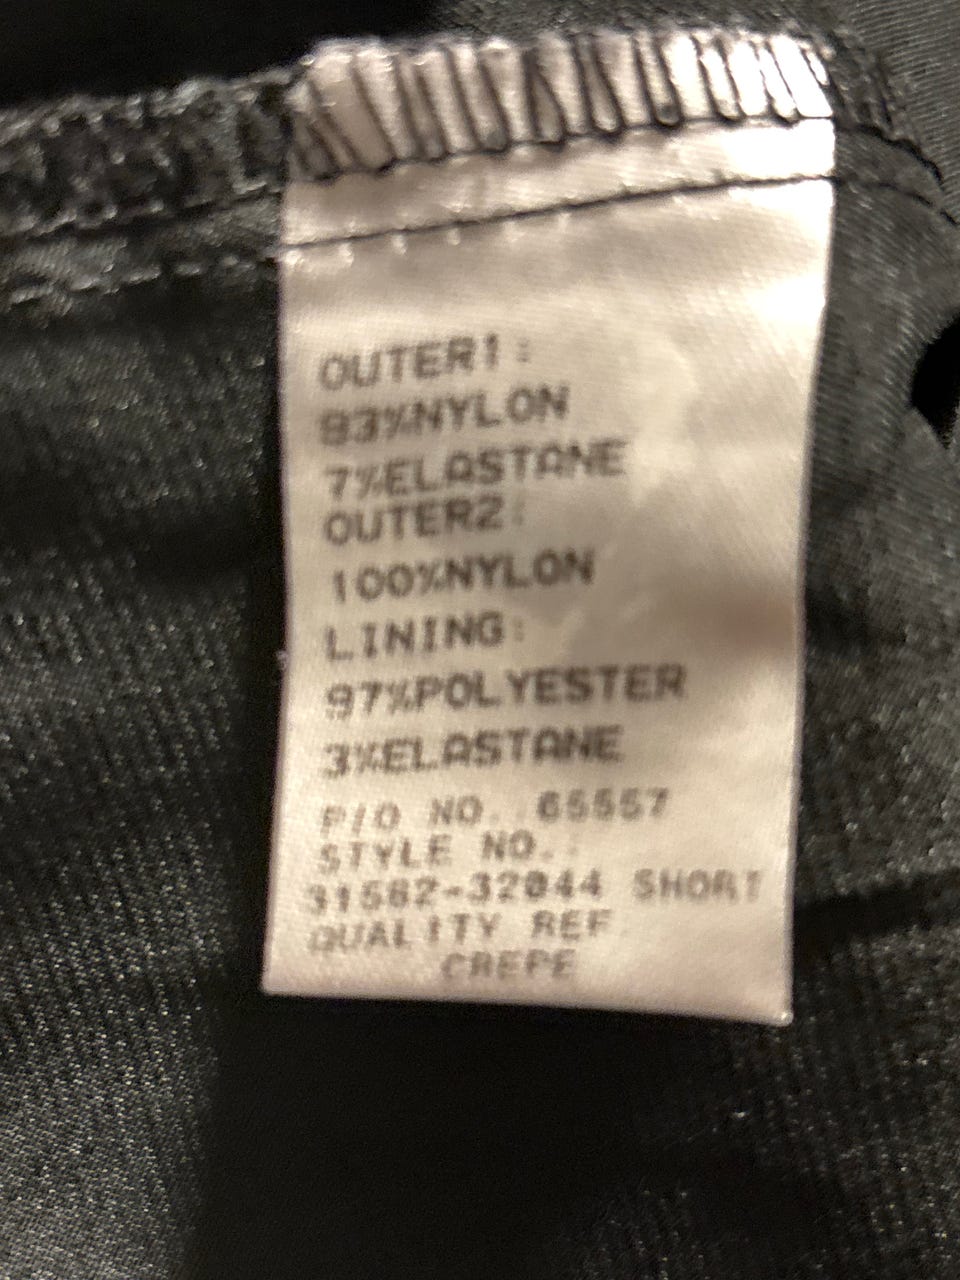 OUTER1:
93%NYLON
7%ELASTANE
OUTER2:
100%NYLON
LINING:
97%POLYESTER
3%ELASTANE
P/O NO.:65557
STYLE NO.:
31562-32044 SHORT
QUALITY REF
CREPE